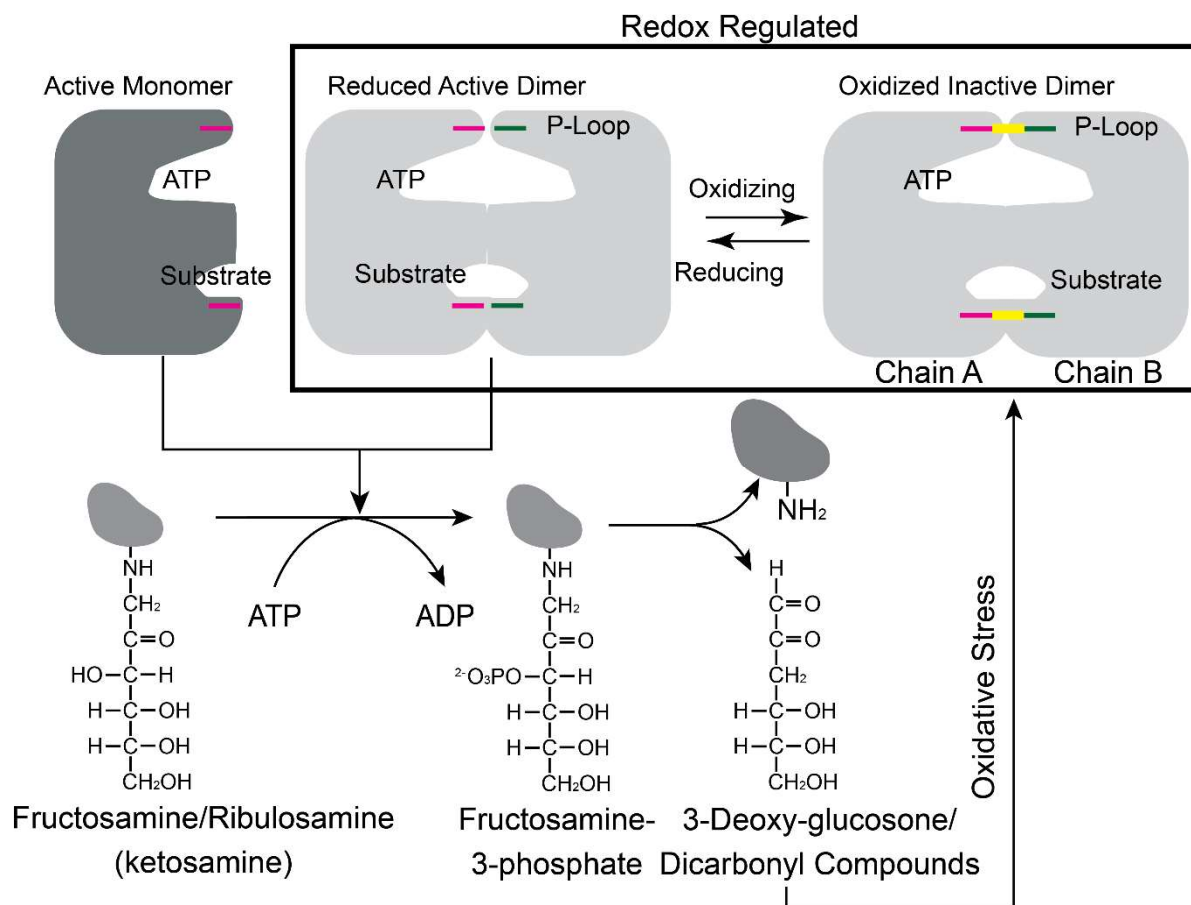 Redox Regulated
Active Monomer
Reduced Active Dimer
Oxidized Inactive Dimer
P-Loop
P-Loop
ATP
ATP
ATP
Oxidizing
Reducing
Substrate
Substrate
Substrate
Chain A
Chain B
NH₂
NH
CH₂
C=O
HO–C–H
H–C–OH
H–C–OH
CH₂OH
ATP
ADP
NH
CH₂
C=O
²⁻O₃PO–C–H
H–C–OH
H–C–OH
CH₂OH
H
C=O
C=O
CH₂
H–C–OH
H–C–OH
CH₂OH
Oxidative Stress
Fructosamine/Ribulosamine
(ketosamine)
Fructosamine-
3-phosphate
3-Deoxy-glucosone/
Dicarbonyl Compounds